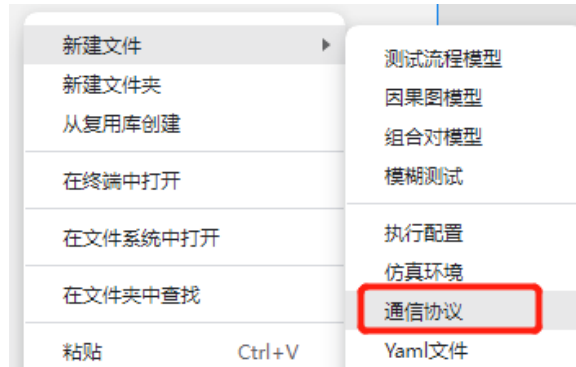 新建文件
新建文件夹
从复用库创建
在终端中打开
在文件系统中打开
在文件夹中查找
粘贴 Ctrl+V
测试流程模型
因果图模型
组合对模型
模糊测试
执行配置
仿真环境
通信协议
Yaml文件